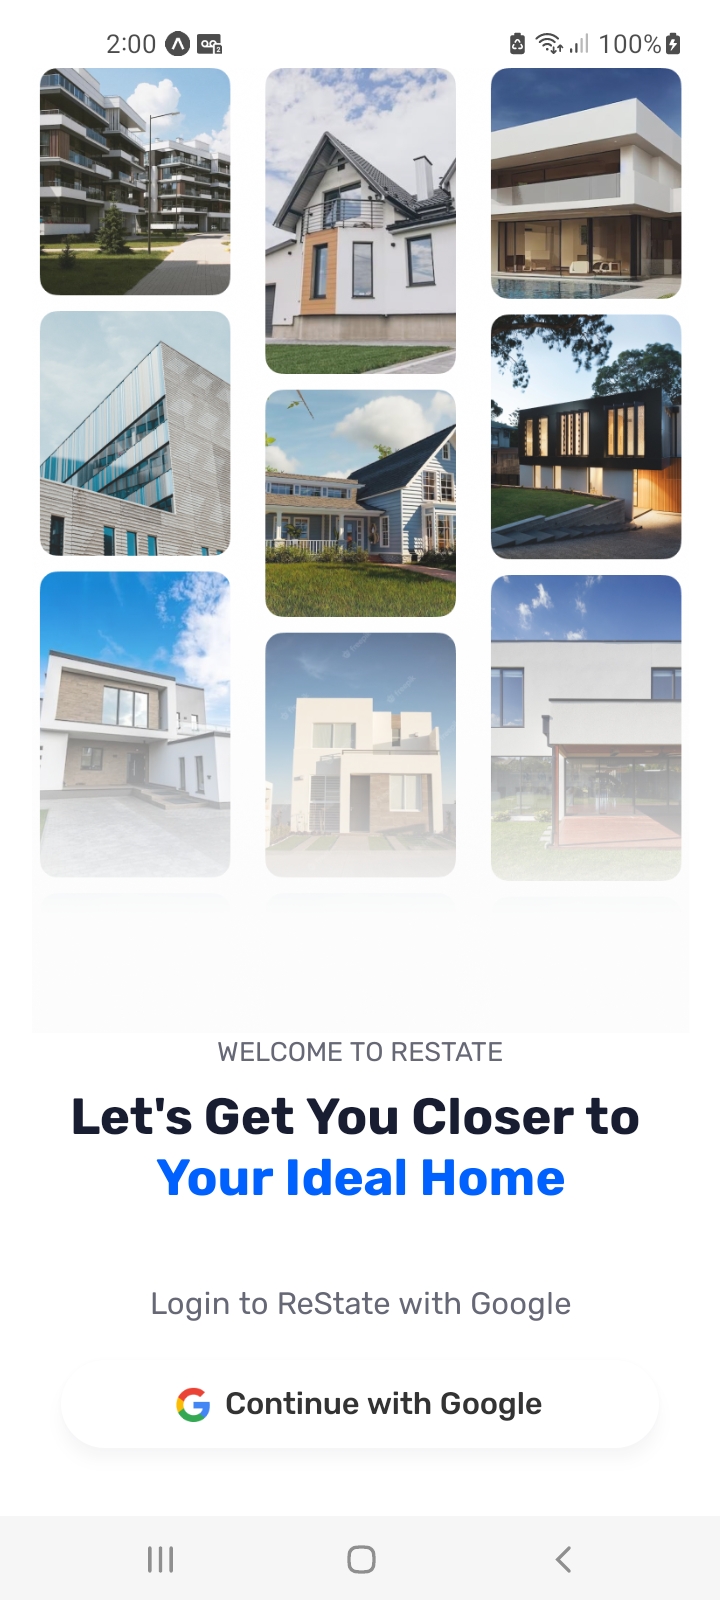 2:00
100%
WELCOME TO RESTATE
Let's Get You Closer to
Your Ideal Home
Login to ReState with Google
Continue with Google